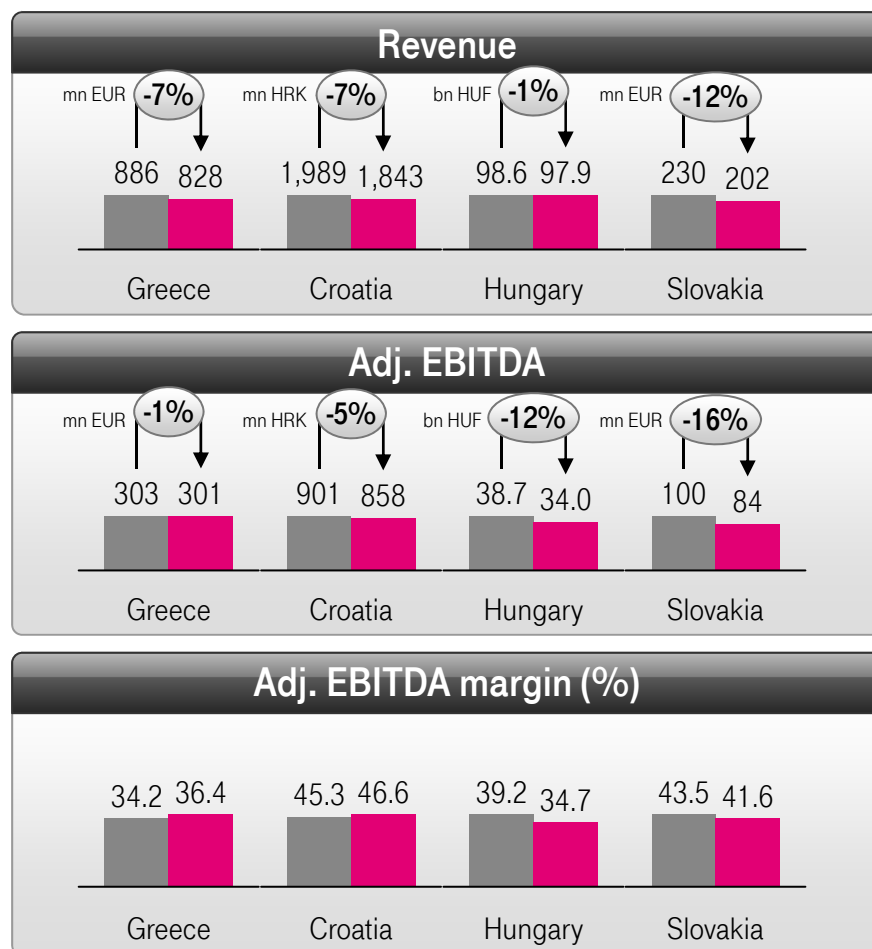 Revenue
mn EUR -7% mn HRK -7% bn HUF -1% mn EUR -12%
886 828 1,989 1,843 98.6 97.9 230 202
Greece Croatia Hungary Slovakia
Adj. EBITDA
mn EUR -1% mn HRK -5% bn HUF -12% mn EUR -16%
303 301 901 858 38.7 34.0 100 84
Greece Croatia Hungary Slovakia
Adj. EBITDA margin (%)
34.2 36.4 45.3 46.6 39.2 34.7 43.5 41.6
Greece Croatia Hungary Slovakia